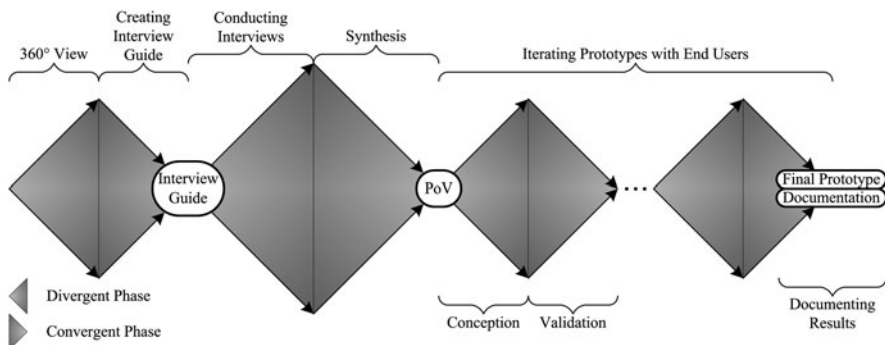 360° View
Creating
Interview
Guide
Conducting
Interviews
Synthesis
Iterating Prototypes with End Users
Interview
Guide
PoV
...
Final Prototype
Documentation
Divergent Phase
Convergent Phase
Conception
Validation
Documenting
Results